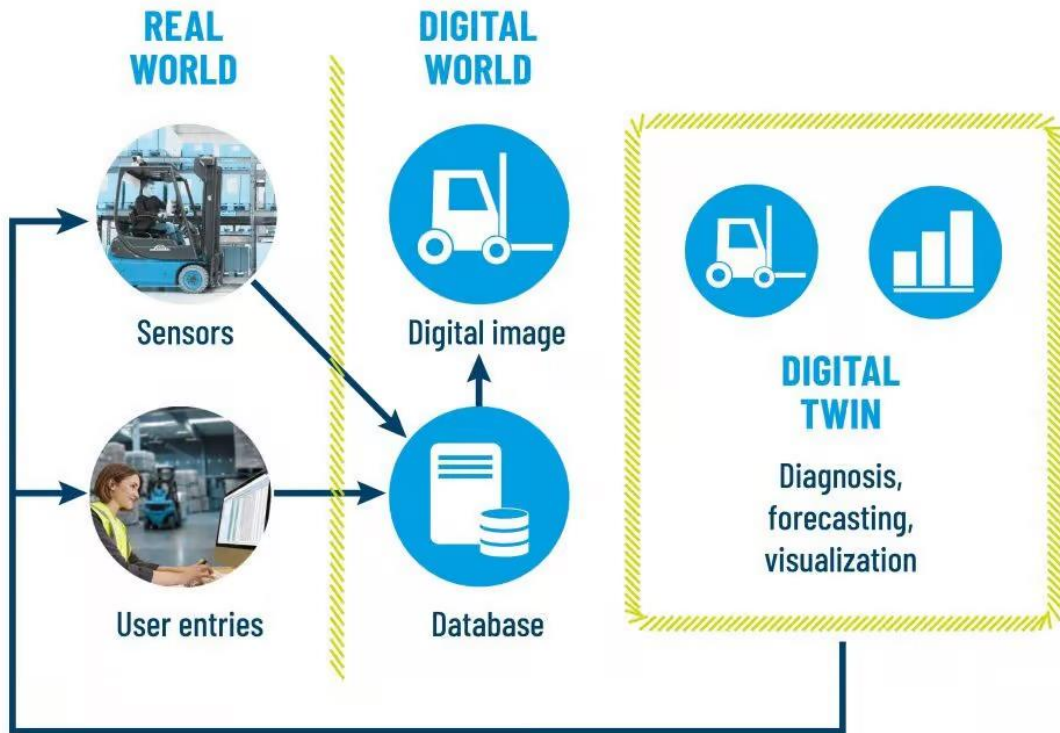 REAL
WORLD
DIGITAL
WORLD
Sensors
Digital image
User entries
Database
DIGITAL
TWIN
Diagnosis,
forecasting,
visualization